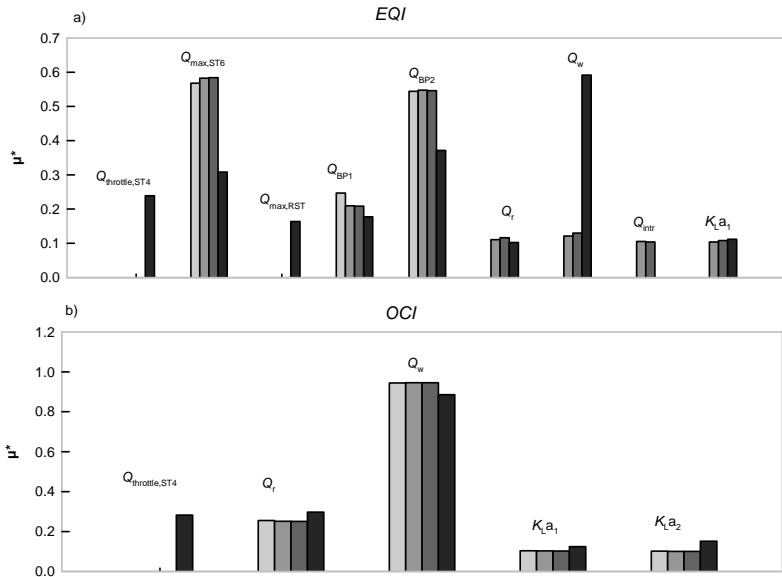 a)
EQI
0.7
0.6
0.5
0.4
0.3
0.2
0.1
0.0
μ*
Qthrottle,ST4
Qmax,ST6
Qmax,RST
QBP1
QBP2
Qr
Qw
Qintr
KLa1
b)
OCI
1.2
1.0
0.8
0.6
0.4
0.2
0.0
μ*
Qthrottle,ST4
Qr
Qw
KLa1
KLa2